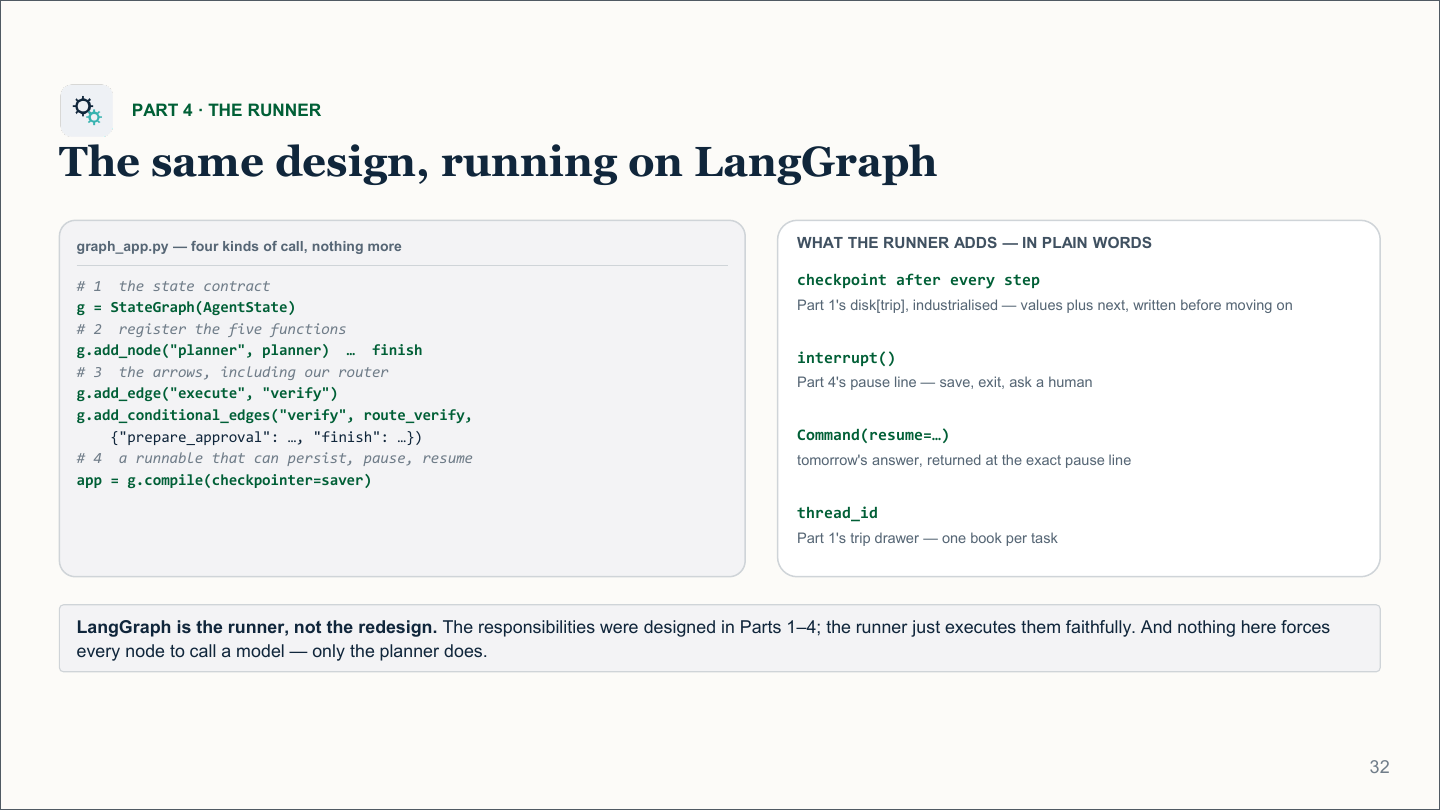 PART 4 · THE RUNNER
The same design, running on LangGraph
graph_app.py — four kinds of call, nothing more
# 1  the state contract
g = StateGraph(AgentState)
# 2  register the five functions
g.add_node("planner", planner)  …  finish
# 3  the arrows, including our router
g.add_edge("execute", "verify")
g.add_conditional_edges("verify", route_verify,
    {"prepare_approval": …, "finish": …})
# 4  a runnable that can persist, pause, resume
app = g.compile(checkpointer=saver)
WHAT THE RUNNER ADDS — IN PLAIN WORDS
checkpoint after every step
Part 1's disk[trip], industrialised — values plus next, written before moving on
interrupt()
Part 4's pause line — save, exit, ask a human
Command(resume=…)
tomorrow's answer, returned at the exact pause line
thread_id
Part 1's trip drawer — one book per task
LangGraph is the runner, not the redesign. The responsibilities were designed in Parts 1–4; the runner just executes them faithfully. And nothing here forces
every node to call a model — only the planner does.
32